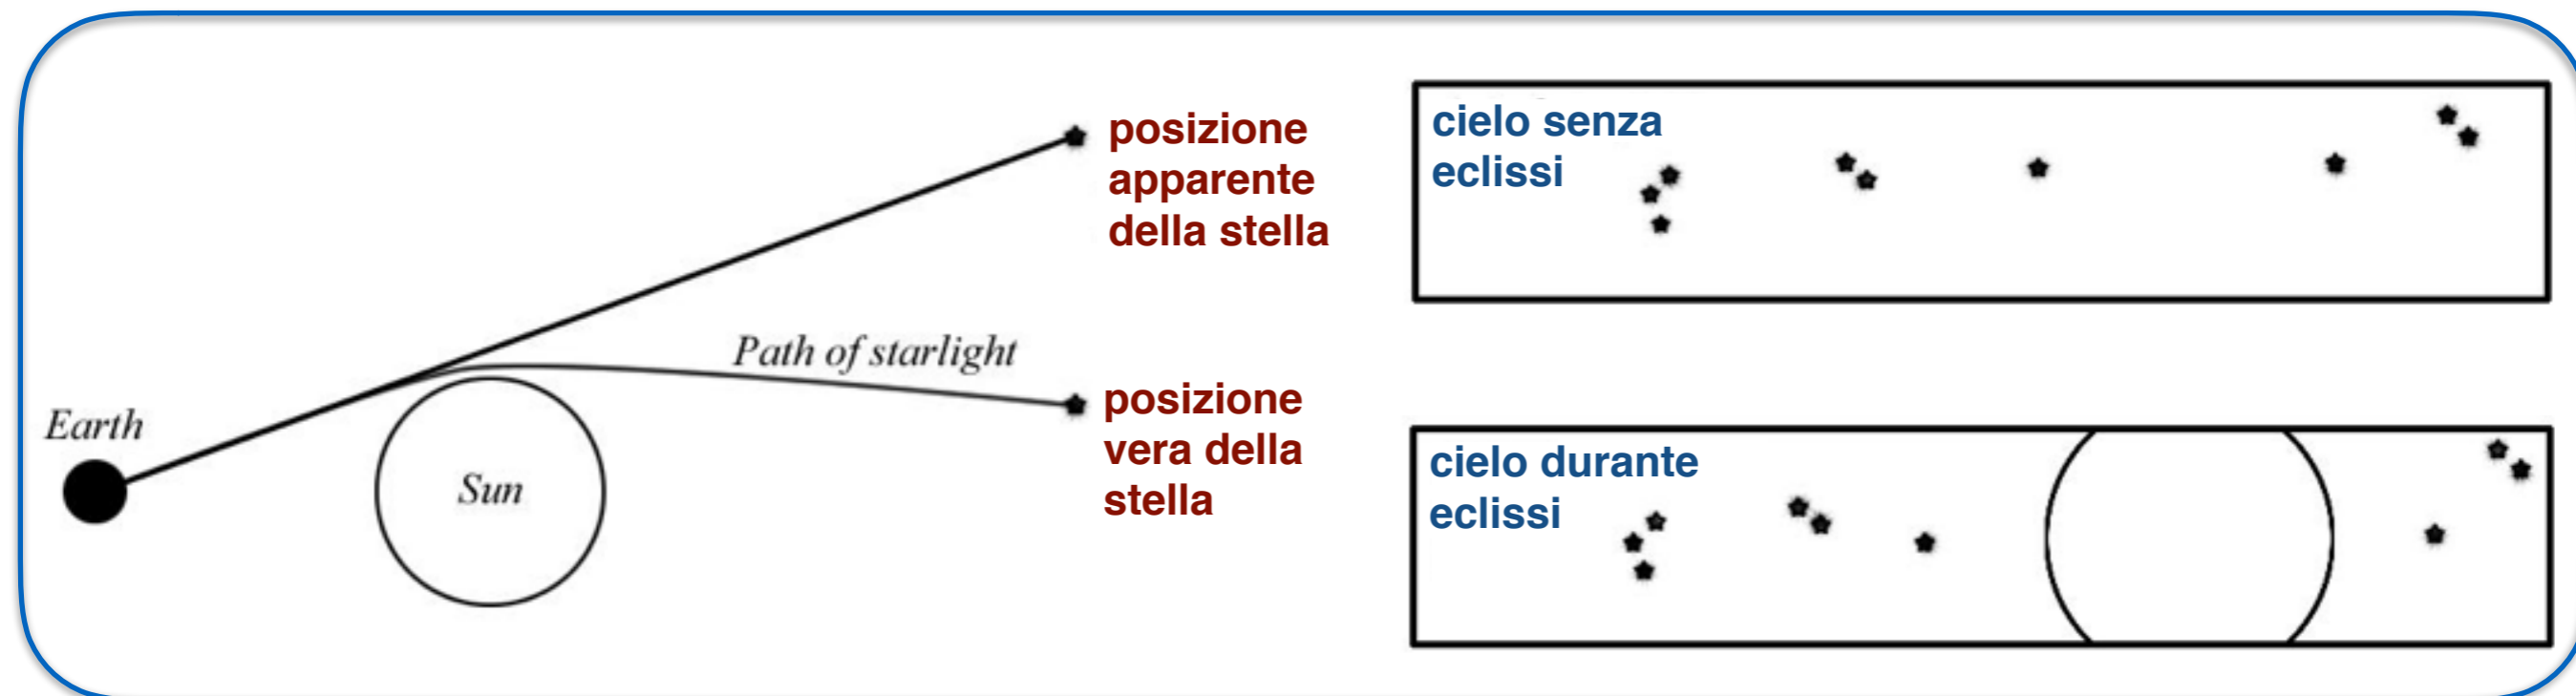 posizione
apparente
della stella
Path of starlight
Earth
Sun
posizione
vera della
stella
cielo senza
eclissi
cielo durante
eclissi